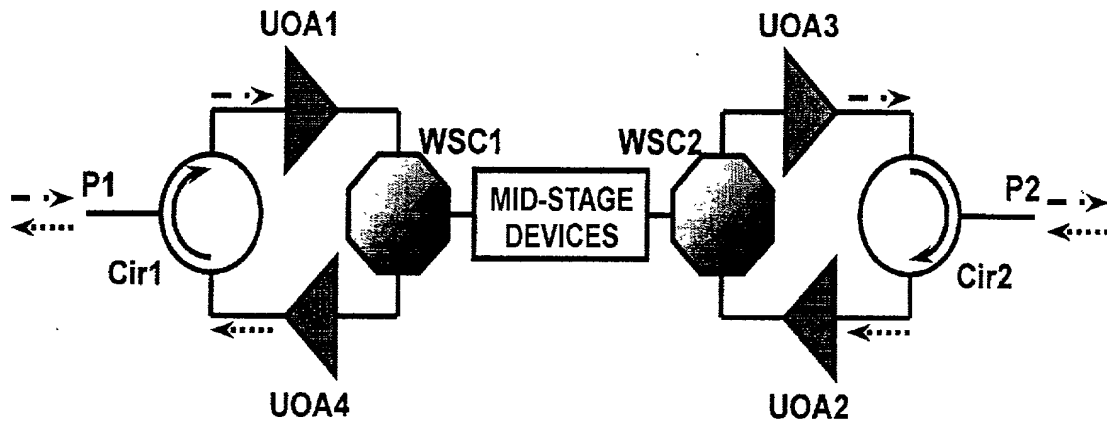 UOA1
UOA3
WSC1
WSC2
P1
MID-STAGE
DEVICES
P2
Cir1
Cir2
UOA4
UOA2